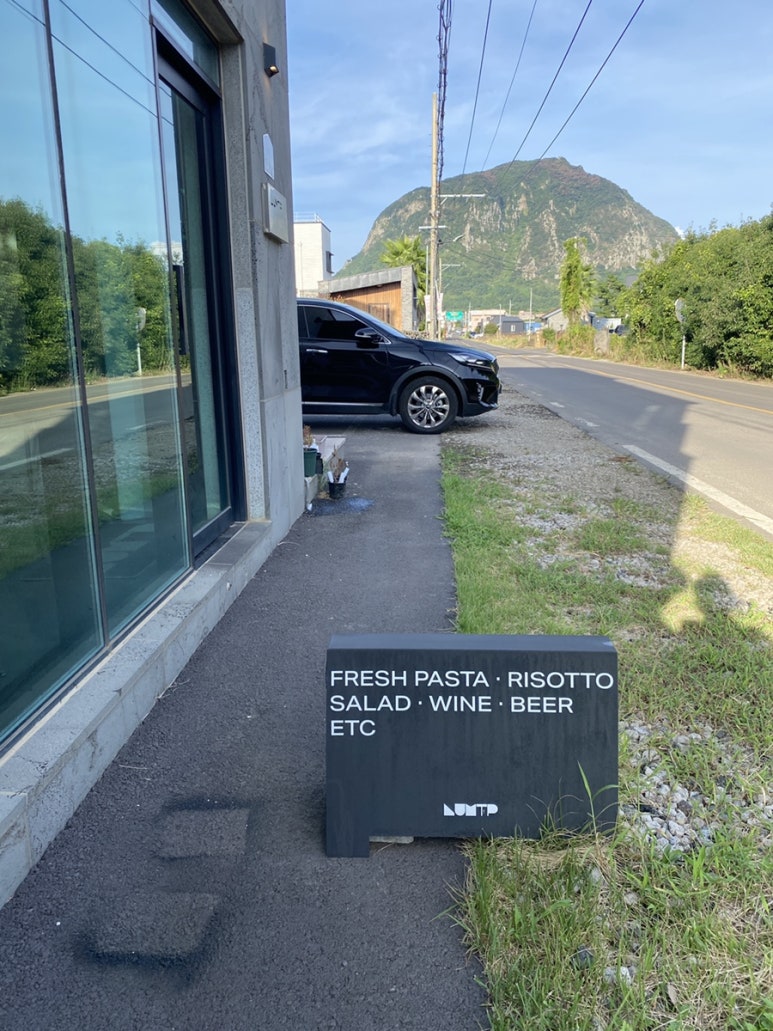 FRESH PASTA · RISOTTO
SALAD · WINE · BEER
ETC